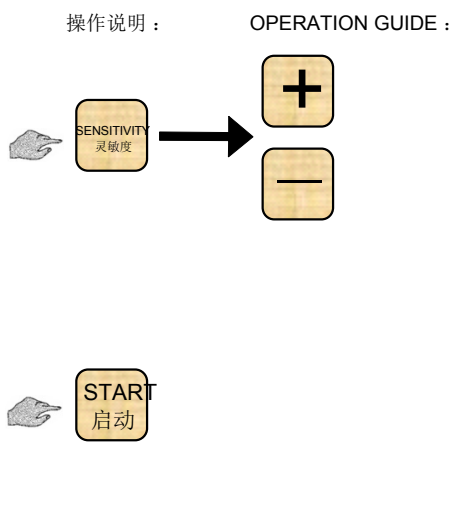 操作说明： OPERATION GUIDE：
+
SENSITIVITY
灵敏度
—
START
启动